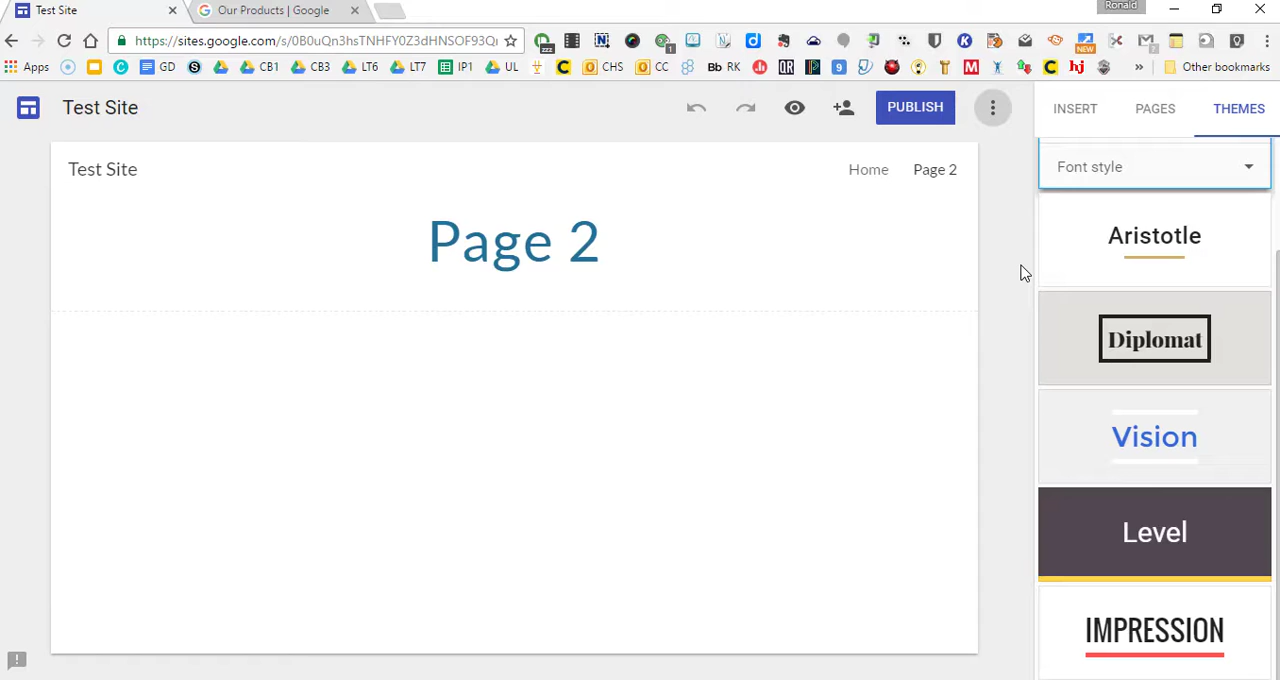 Test Site
Our Products | Google
Ronald
https://sites.google.com/s/0B0uQn3hsTNHFY0Z3dHNSOF93Q
Apps
GD
CB1
CB3
LT6
LT7
IP1
UL
CC
CC
Bb RK
Other bookmarks
Test Site
PUBLISH
INSERT
PAGES
THEMES
Test Site
Home
Page 2
Page 2
Font style
Aristotle
Diplomat
Vision
Level
IMPRESSION